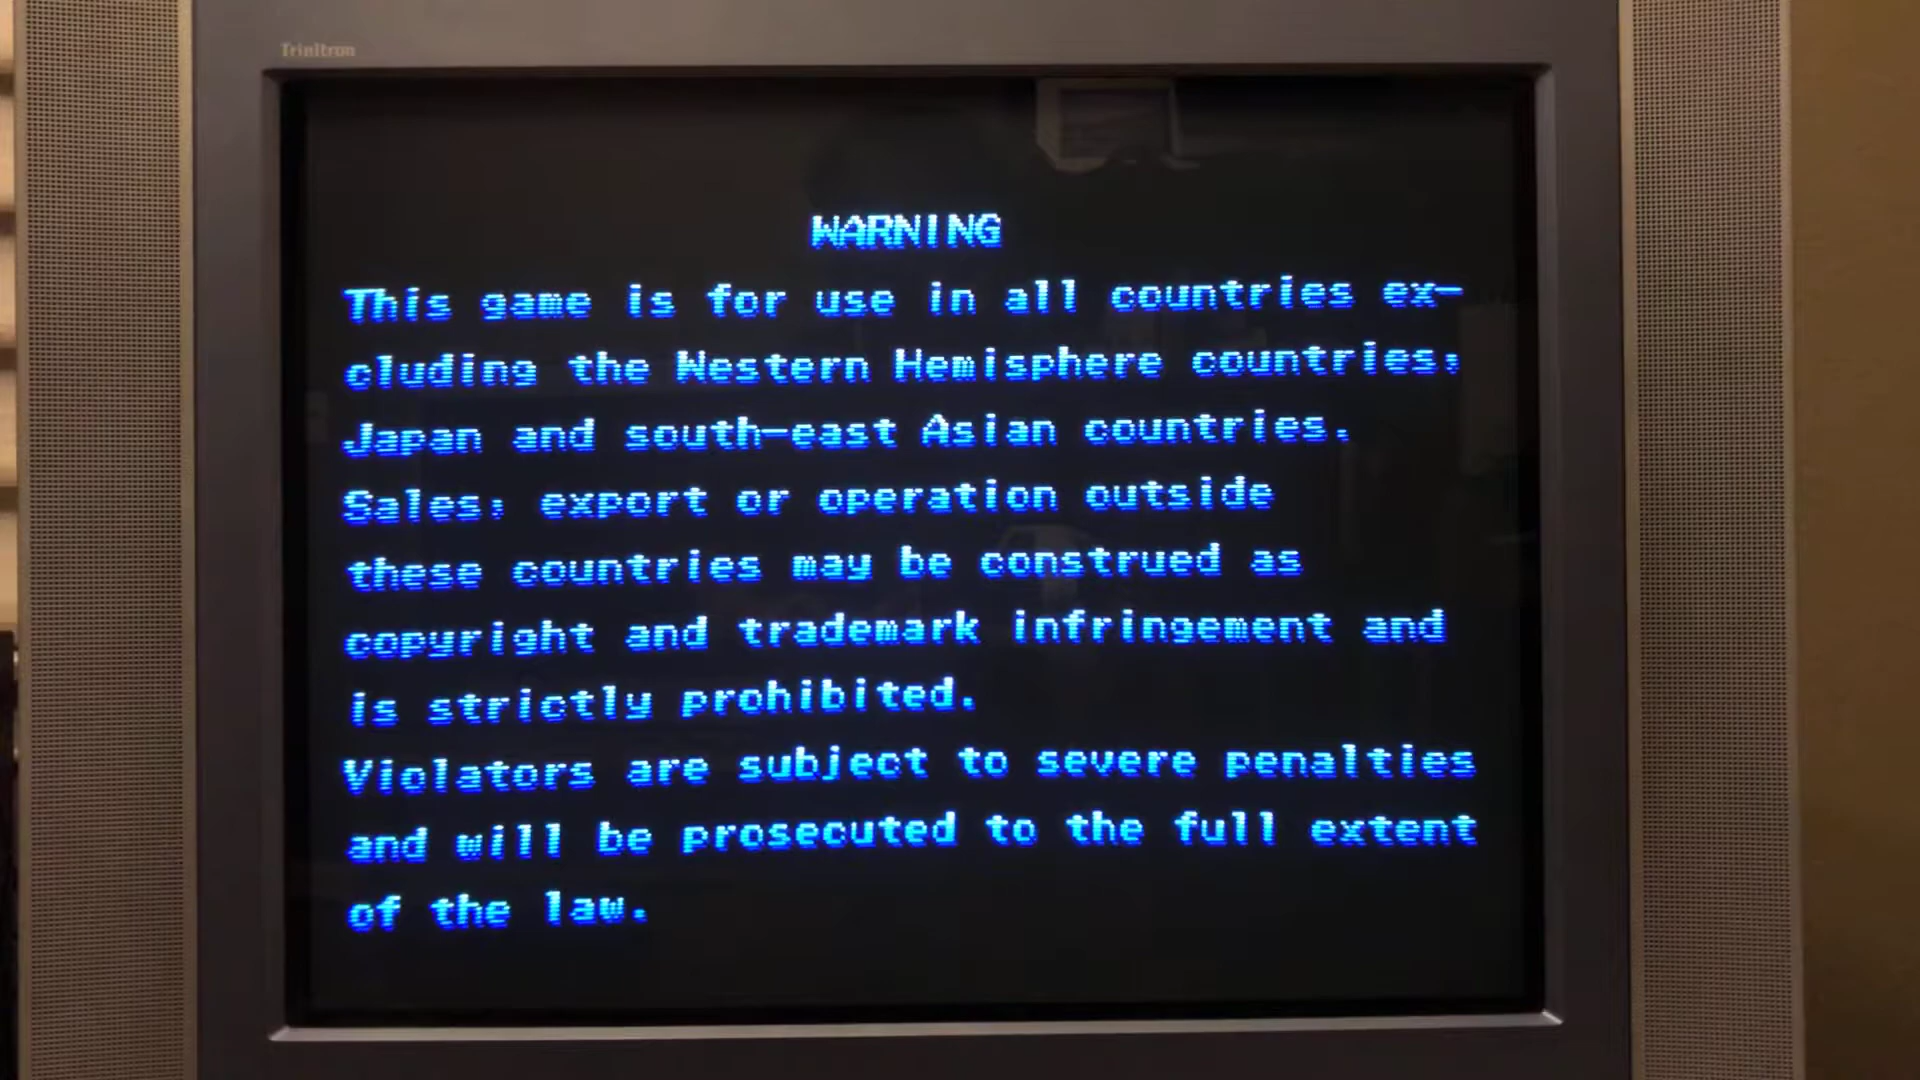 Trinitron
WARNING
This game is for use in all countries ex-
cluding the Western Hemisphere countries,
Japan and south-east Asian countries.
Sales, export or operation outside
these countries may be construed as
copyright and trademark infringement and
is strictly prohibited.
Violators are subject to severe penalties
and will be prosecuted to the full extent
of the law.